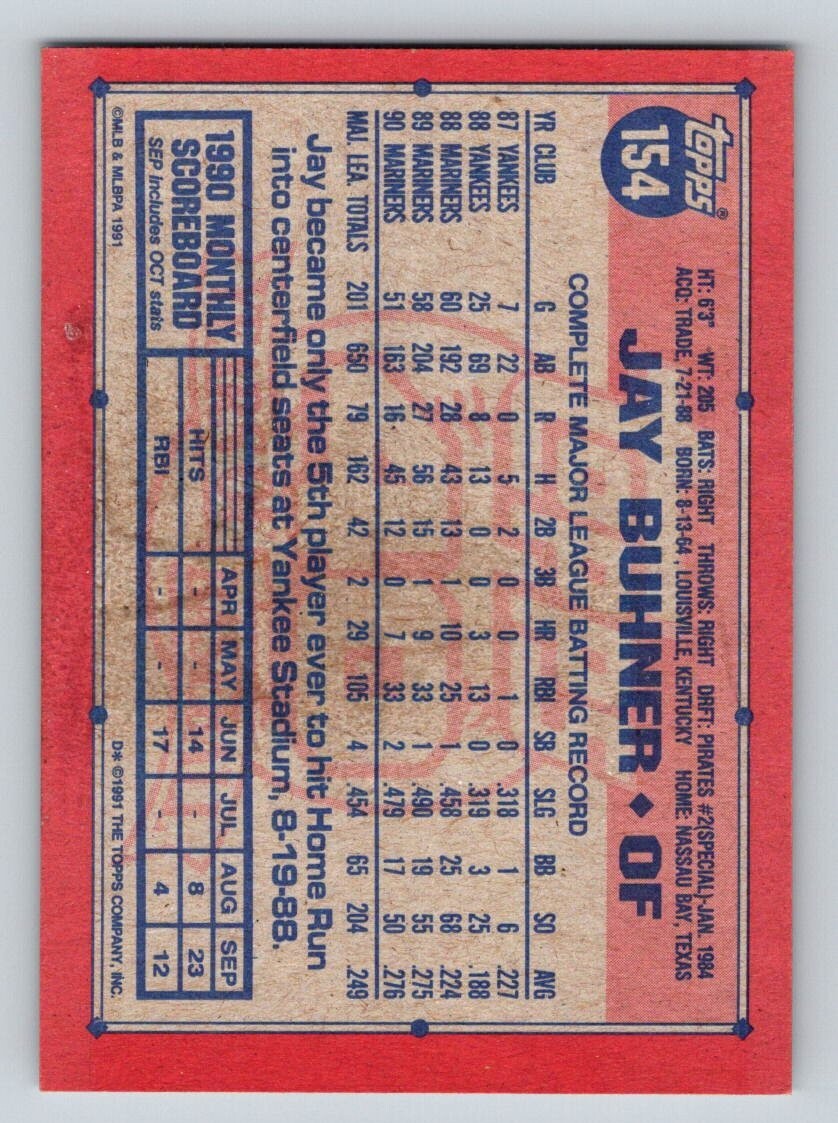 topps®
154
HT: 6'3" WT: 205 BATS: RIGHT THROWS: RIGHT DRFT: PIRATES #2(SPECIAL)-JAN. 1984
ACQ: TRADE, 7-21-88 BORN: 8-13-64, LOUISVILLE, KENTUCKY HOME: NASSAU BAY, TEXAS
JAY BUHNER ◆ OF
COMPLETE MAJOR LEAGUE BATTING RECORD
YR CLUB G AB R H 2B 3B HR RBI SB SLG BB SO AVG
87 YANKEES 7 22 0 5 2 0 0 1 0 .318 1 6 .227
88 YANKEES 25 69 8 13 0 0 3 13 0 .319 3 25 .188
88 MARINERS 60 192 28 43 13 1 10 25 1 .458 25 68 .224
89 MARINERS 58 204 27 56 15 1 9 33 1 .490 19 55 .275
90 MARINERS 51 163 16 45 12 0 7 33 2 .479 17 50 .276
MAJ. LEA. TOTALS 201 650 79 162 42 2 29 105 4 .454 65 204 .249
Jay became only the 5th player ever to hit Home Run
into centerfield seats at Yankee Stadium, 8-19-88.
1990 MONTHLY
SCOREBOARD
SEP includes OCT stats
APR MAY JUN JUL AUG SEP
HITS - - 14 - 8 23
RBI - - 17 - 4 12
©MLB & MLBPA 1991
D* ©1991 THE TOPPS COMPANY, INC.